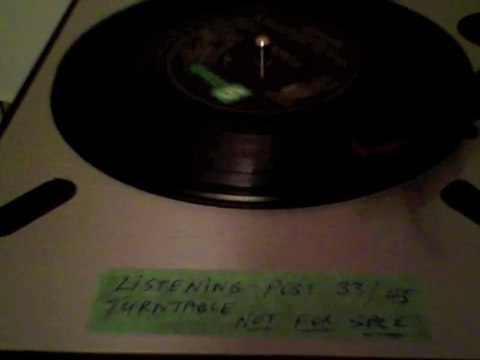 LISTENING POST 33/45
TURNTABLE
NOT FOR SALE